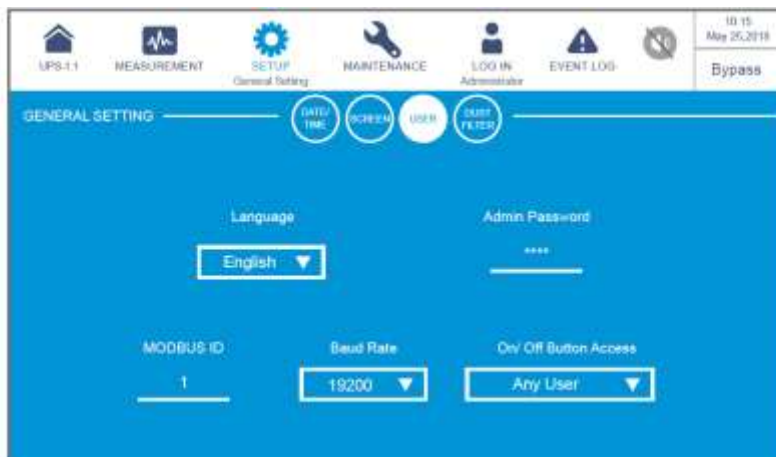 10:15
May 25,2018
UPS-1.1
MEASUREMENT
SETUP
General Setting
MAINTENANCE
LOG IN
Administrator
EVENT LOG
Bypass
GENERAL SETTING
DATE/
TIME
SCREEN
USER
DUST
FILTER
Language
Admin Password
English
****
MODBUS ID
Baud Rate
On/ Off Button Access
1
19200
Any User